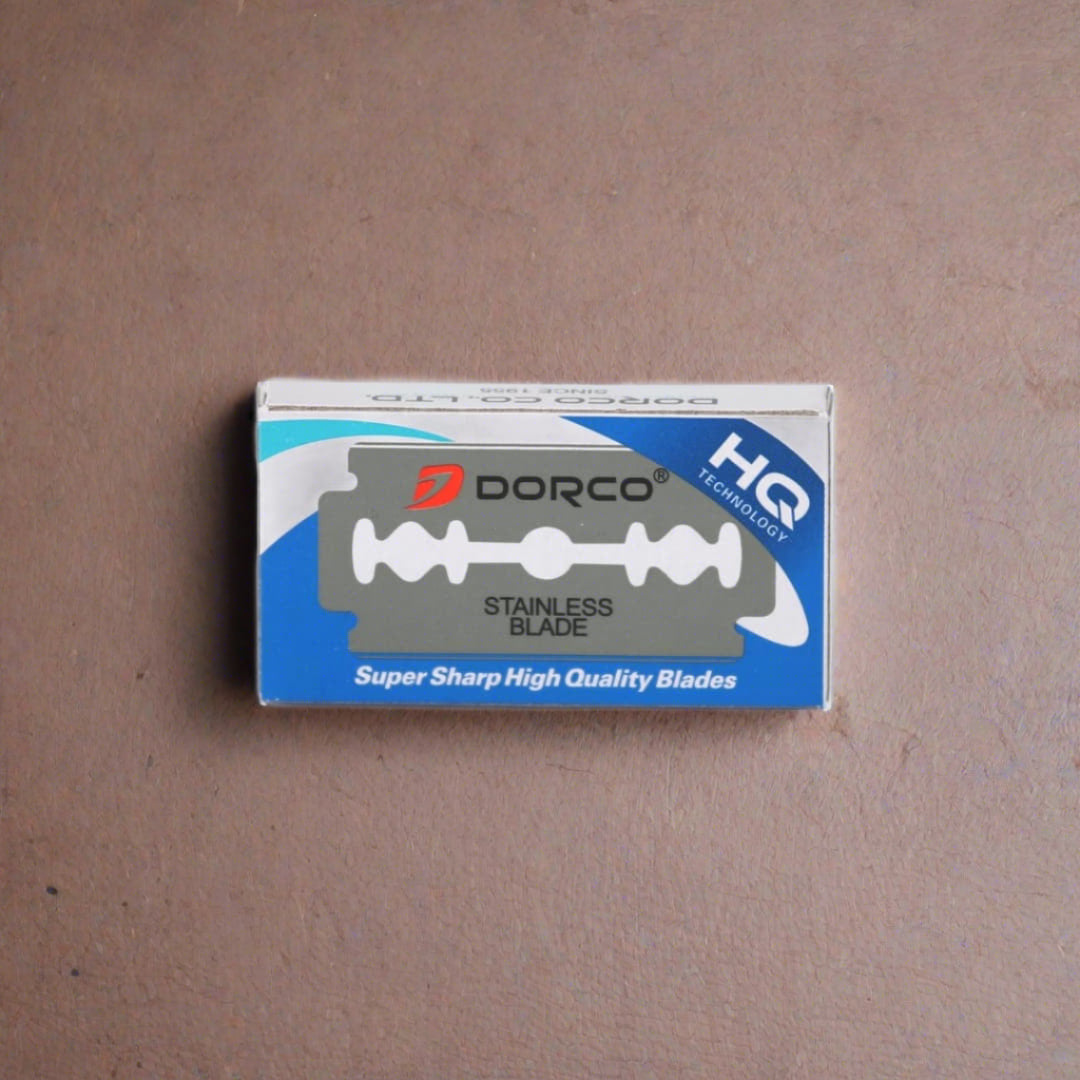 DORCO CO., LTD.
SINCE 1955
DORCO®
HQ
TECHNOLOGY
STAINLESS
BLADE
Super Sharp High Quality Blades